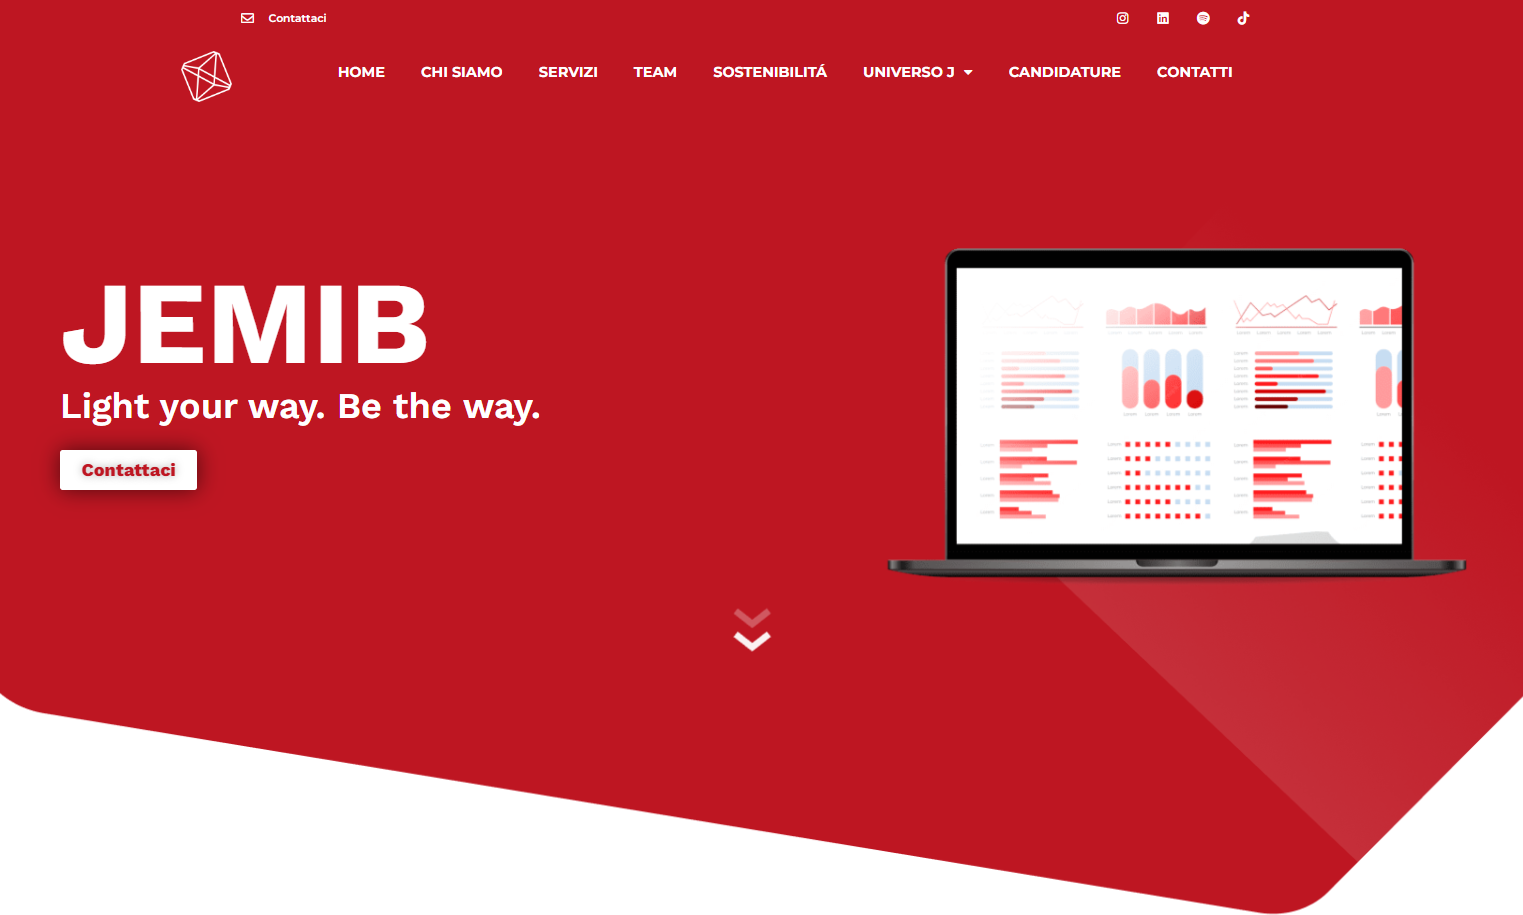 Contattaci
HOME CHI SIAMO SERVIZI TEAM SOSTENIBILITÁ UNIVERSO J CANDIDATURE CONTATTI
JEMIB
Light your way. Be the way.
Contattaci